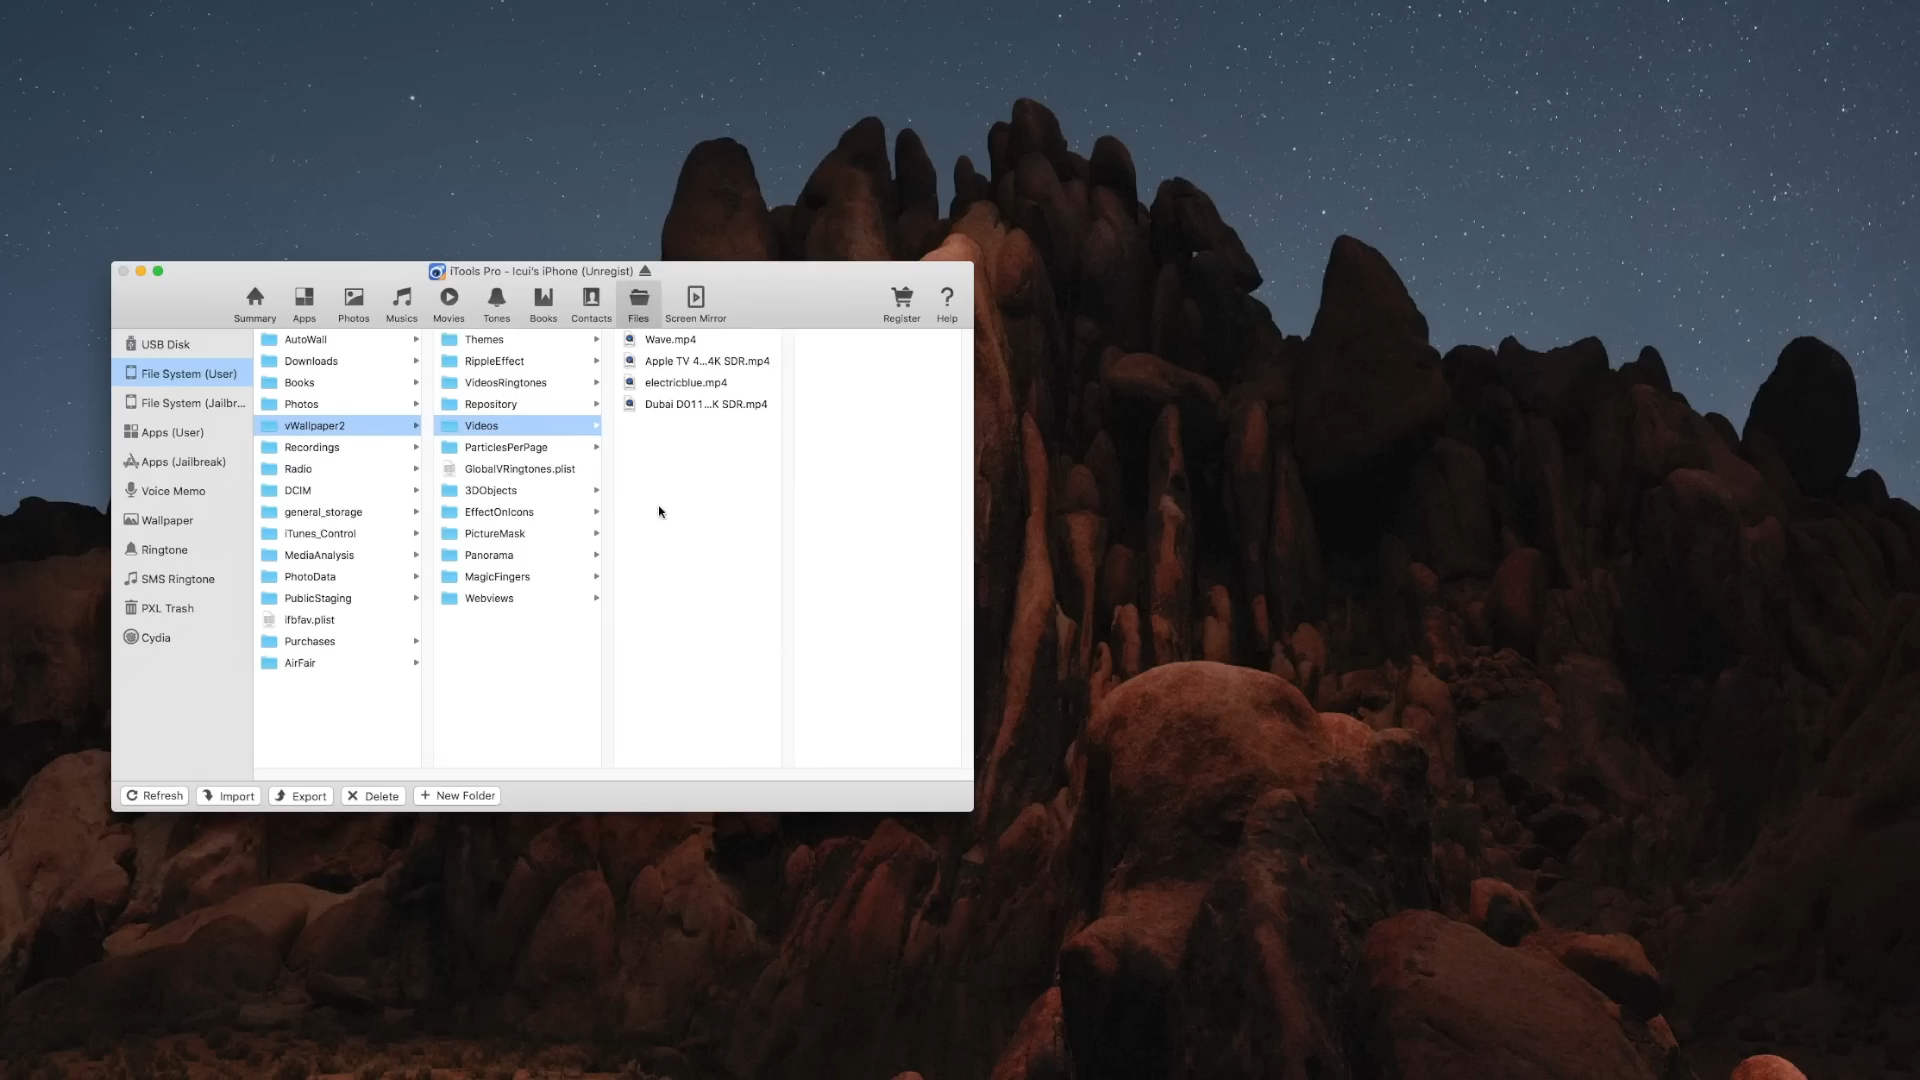 iTools Pro - Icui's iPhone (Unregist)
Summary
Apps
Photos
Musics
Movies
Tones
Books
Contacts
Files
Screen Mirror
Register
Help
USB Disk
File System (User)
File System (Jailbr...
Apps (User)
Apps (Jailbreak)
Voice Memo
Wallpaper
Ringtone
SMS Ringtone
PXL Trash
Cydia
AutoWall
Downloads
Books
Photos
vWallpaper2
Recordings
Radio
DCIM
general_storage
iTunes_Control
MediaAnalysis
PhotoData
PublicStaging
ifbfav.plist
Purchases
AirFair
Themes
RippleEffect
VideosRingtones
Repository
Videos
ParticlesPerPage
GlobalVRingtones.plist
3DObjects
EffectOnIcons
PictureMask
Panorama
MagicFingers
Webviews
Wave.mp4
Apple TV 4...4K SDR.mp4
electricblue.mp4
Dubai D011...K SDR.mp4
Refresh
Import
Export
Delete
New Folder